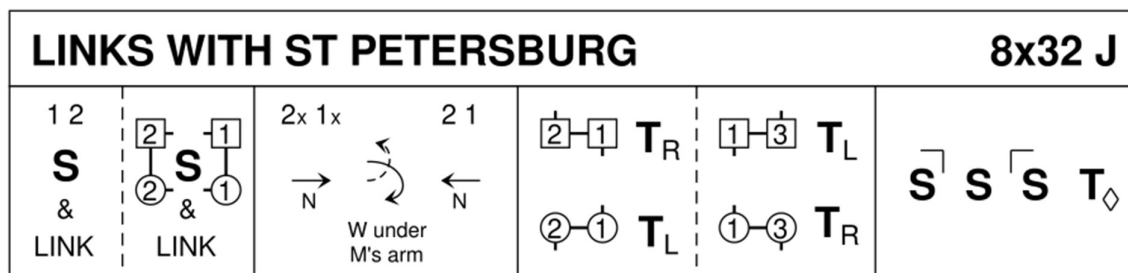 LINKS WITH ST PETERSBURG 8x32 J
1 2
S
&
LINK
2 1
S
2 1
&
LINK
2x 1x 2 1
N N
W under
M's arm
2 1 TR
2 1 TL
1 3 TL
1 3 TR
S S S T◊